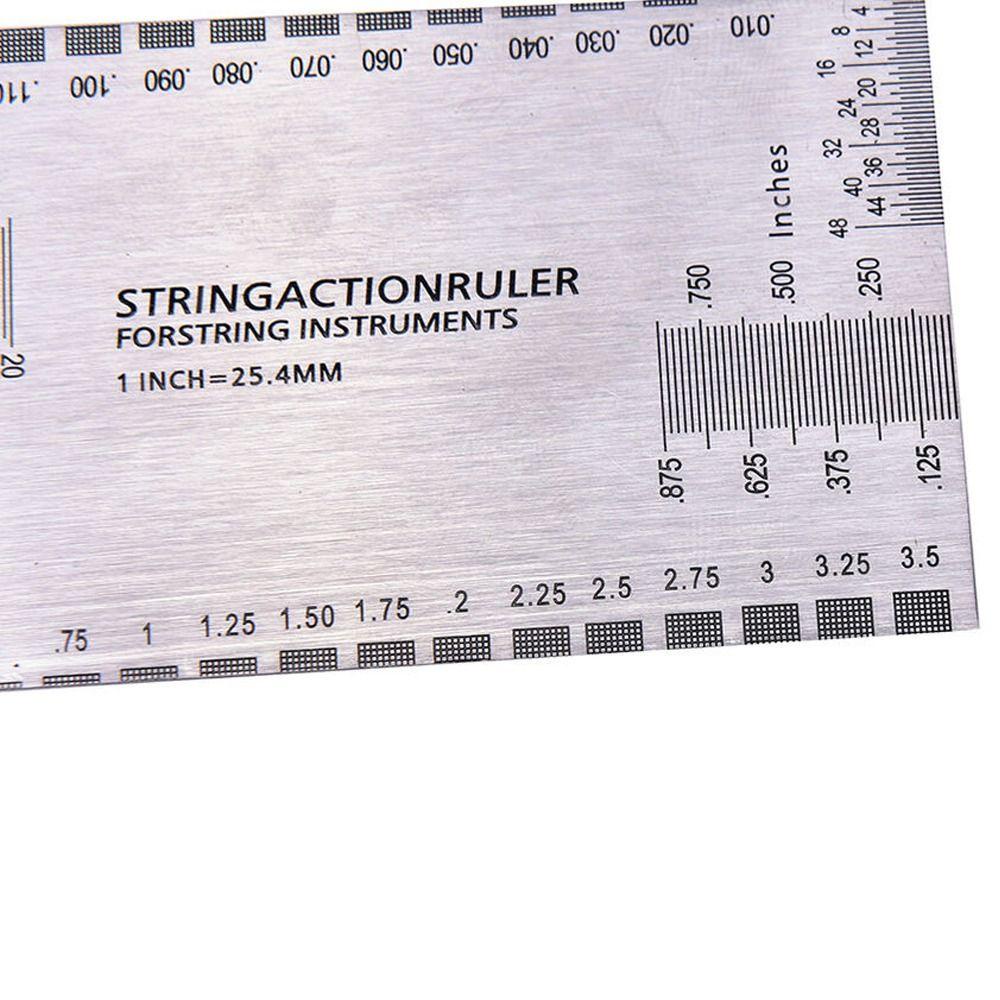 .110 .100 .090 .080 .070 .060 .050 .040 .030 .020 .010
4 8 12 16 20 24 28 32 36 40 44 48
Inches
.750 .500 .250
20
STRINGACTIONRULER
FORSTRING INSTRUMENTS
1 INCH=25.4MM
.875 .625 .375 .125
.75 1 1.25 1.50 1.75 .2 2.25 2.5 2.75 3 3.25 3.5